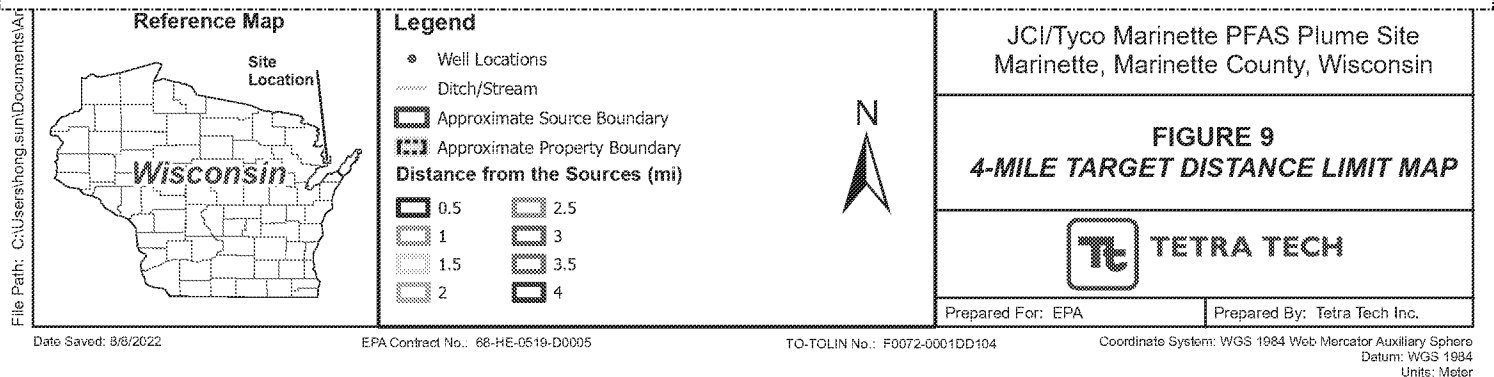 File Path: C:\Users\hong.sun\Documents\Ar
Reference Map
Site
Location
Wisconsin
Legend
Well Locations
Ditch/Stream
Approximate Source Boundary
Approximate Property Boundary
Distance from the Sources (mi)
0.5
1
1.5
2
2.5
3
3.5
4
N
JCI/Tyco Marinette PFAS Plume Site
Marinette, Marinette County, Wisconsin
FIGURE 9
4-MILE TARGET DISTANCE LIMIT MAP
Tt TETRA TECH
Prepared For: EPA
Prepared By: Tetra Tech Inc.
Date Saved: 8/8/2022
EPA Contract No.: 68-HE-0519-D0005
TO-TOLIN No.: F0072-0001DD104
Coordinate System: WGS 1984 Web Mercator Auxiliary Sphere
Datum: WGS 1984
Units: Meter